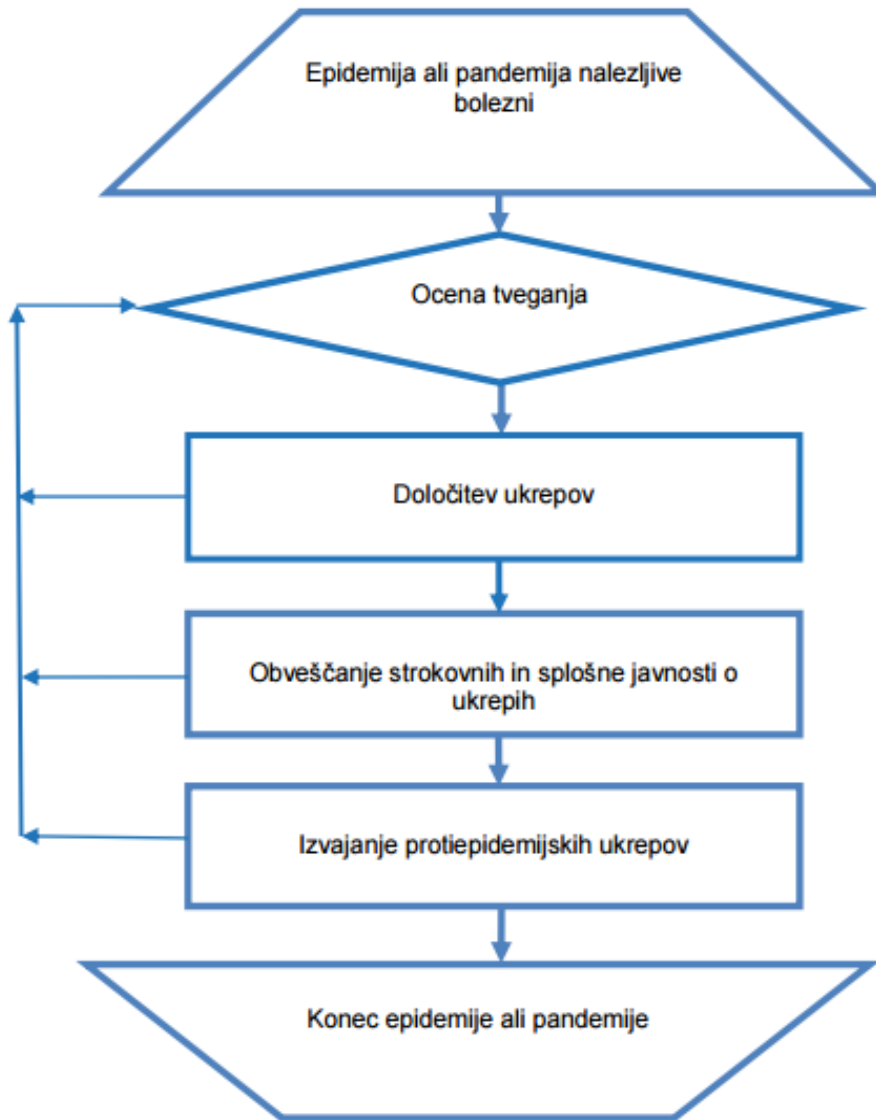 Epidemija ali pandemija nalezljive
bolezni
Ocena tveganja
Določitev ukrepov
Obveščanje strokovnih in splošne javnosti o
ukrepih
Izvajanje protiepidemijskih ukrepov
Konec epidemije ali pandemije